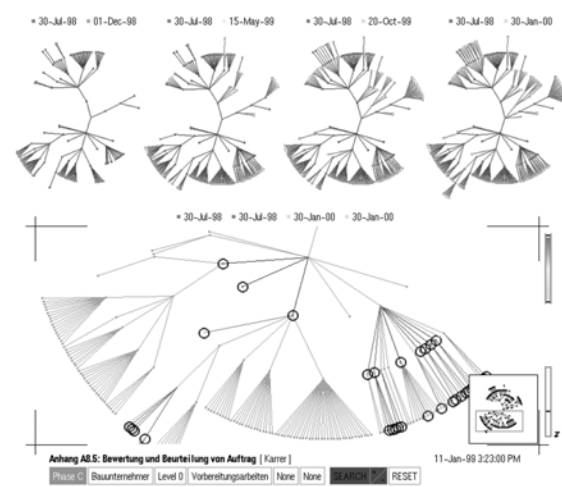 30-Jul-98 01-Dec-98 30-Jul-98 15-May-99 30-Jul-98 20-Oct-99 30-Jul-98 30-Jan-00
30-Jul-98 30-Jul-98 30-Jan-00 30-Jan-00
z
Anhang A8.5: Bewertung und Beurteilung von Auftrag [ Karrer ] 11-Jan-99 3:23:00 PM
Phase C Bauunternehmer Level 0 Vorbereitungsarbeiten None None SEARCH RESET